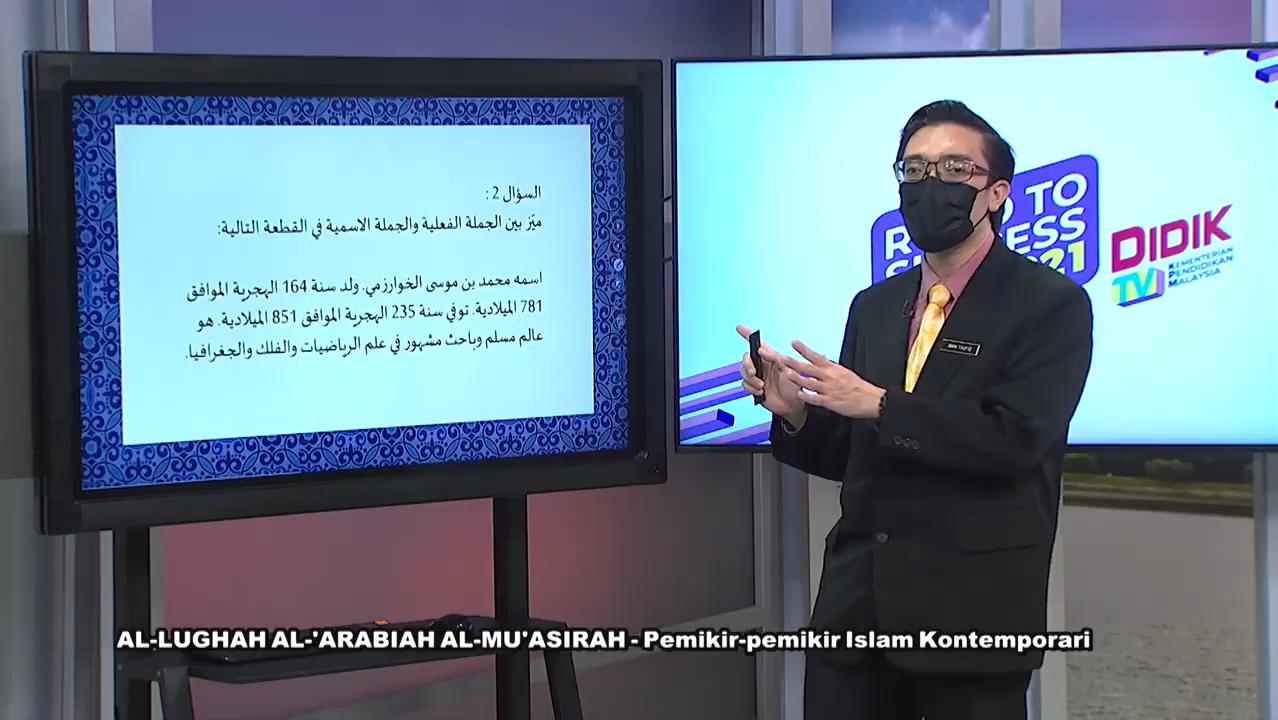 السؤال 2 :
ميّز بين الجملة الفعلية والجملة الاسمية في القطعة التالية:
اسمه محمد بن موسى الخوارزمي. ولد سنة 164 الهجرية الموافق
781 الميلادية. توفي سنة 235 الهجرية الموافق 851 الميلادية. هو
عالم مسلم وباحث مشهور في علم الرياضيات والفلك والجغرافيا.
TO
DIDIK
TV
KEMENTERIAN
PENDIDIKAN
MALAYSIA
AL-LUGHAH AL-'ARABIAH AL-MU'ASIRAH - Pemikir-pemikir Islam Kontemporari